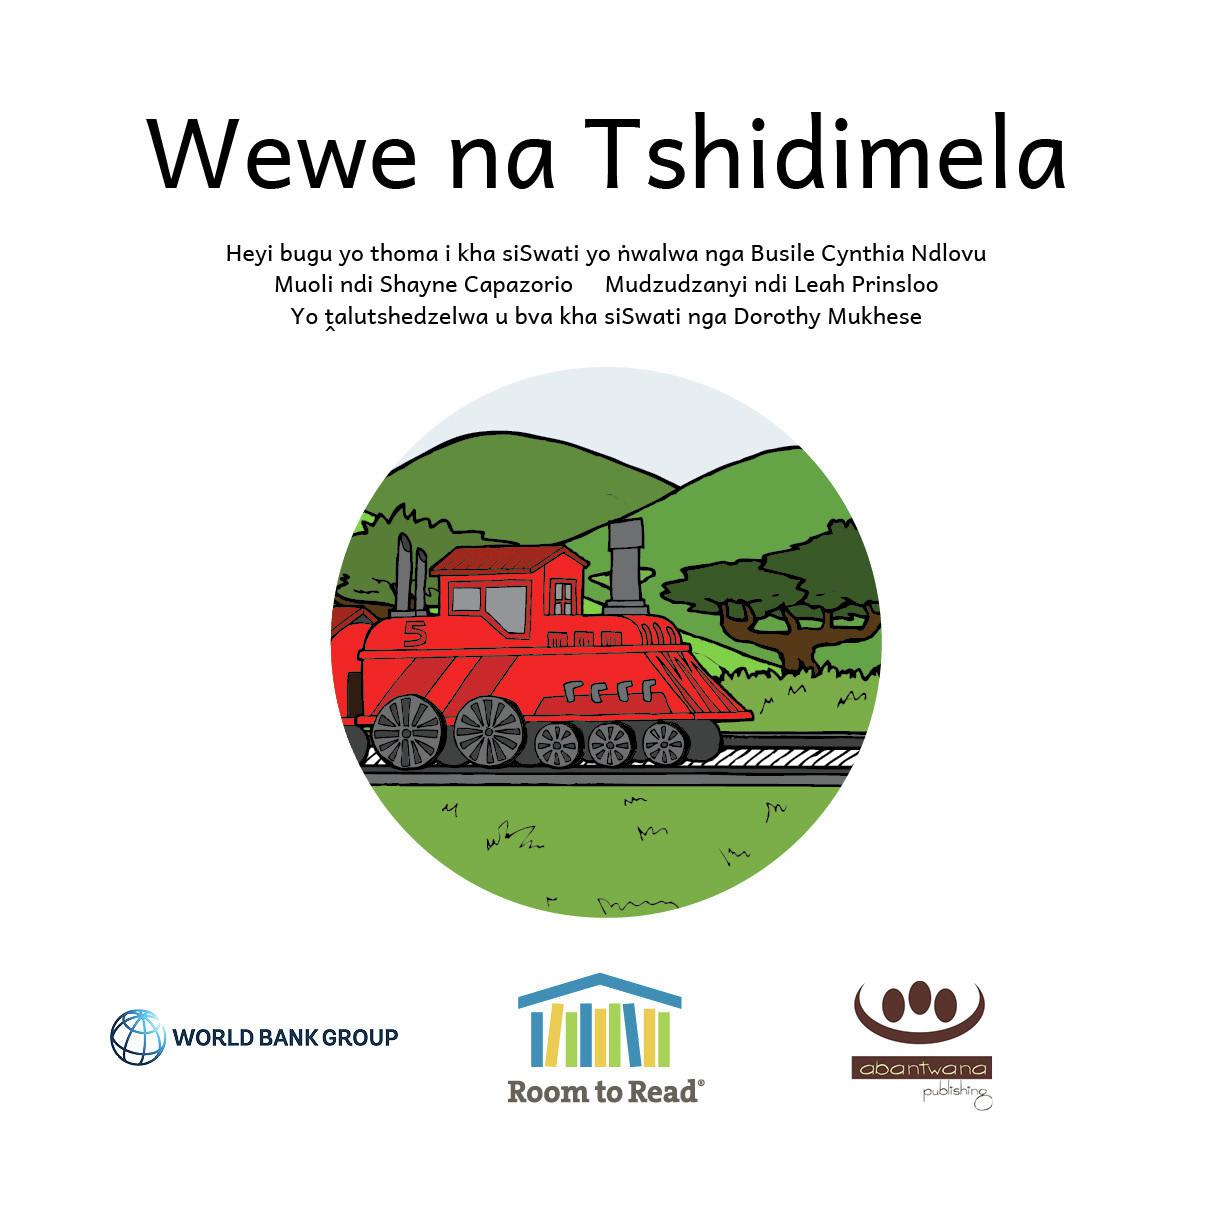 Wewe na Tshidimela
Heyi bugu yo thoma i kha siSwati yo ṅwalwa nga Busile Cynthia Ndlovu
Muoli ndi Shayne Capazorio Mudzudzanyi ndi Leah Prinsloo
Yo ṱalutshedzelwa u bva kha siSwati nga Dorothy Mukhese
5
WORLD BANK GROUP
Room to Read®
abantwana
publishing